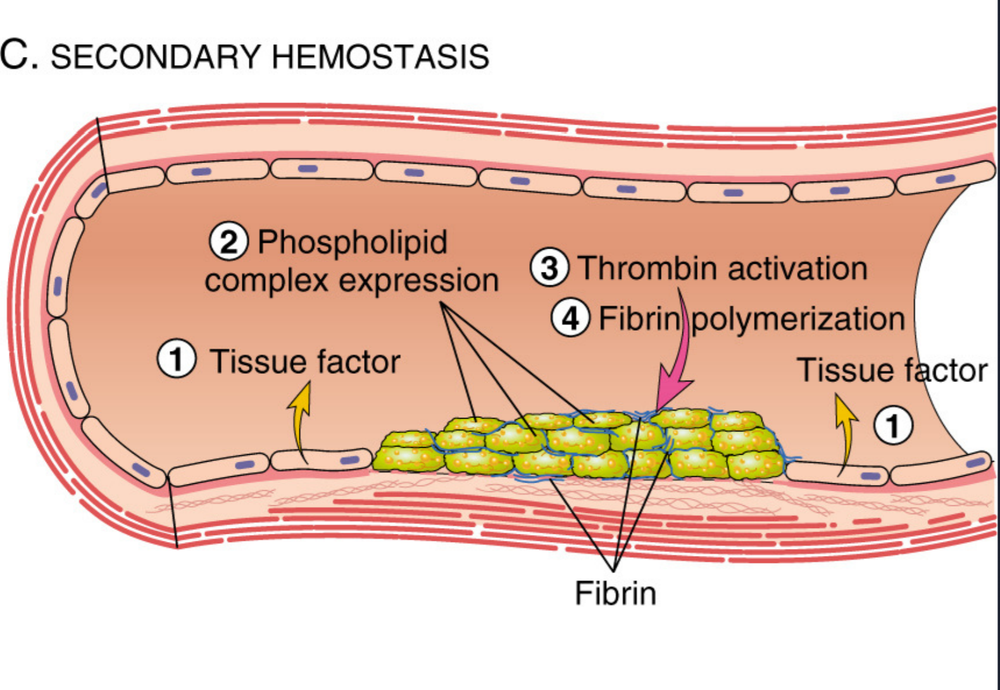 C. SECONDARY HEMOSTASIS
2 Phospholipid
complex expression
3 Thrombin activation
4 Fibrin polymerization
1 Tissue factor
Tissue factor
1
Fibrin